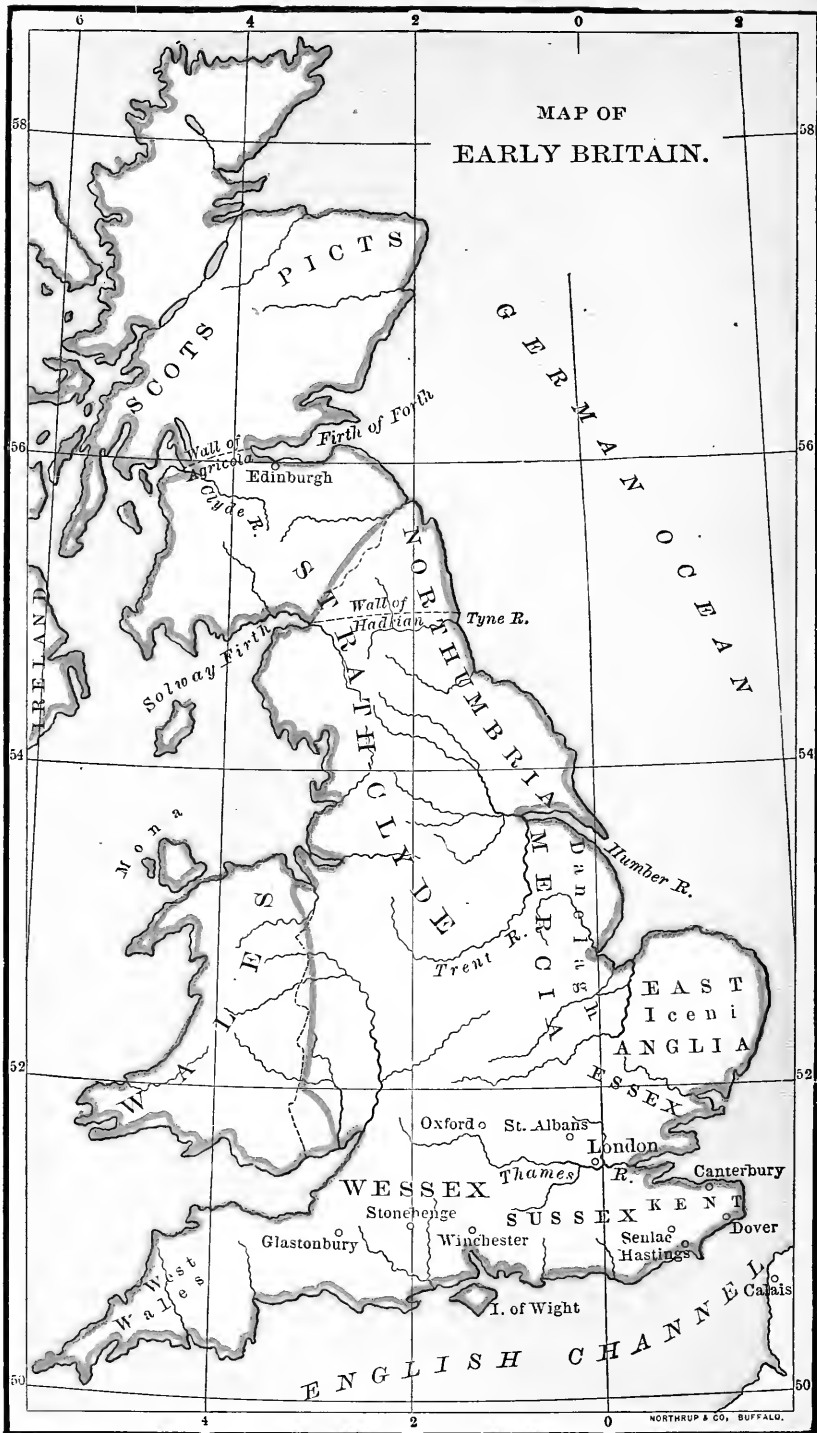 6 4 2 0 2
MAP OF
EARLY BRITAIN.
58 58
PICTS
SCOTS
GERMAN OCEAN
56 56
Firth of Forth
Wall of
Agricola
Edinburgh
Clyde R.
STRATHCLYDE
NORTHUMBRIA
Wall of
Hadrian
Tyne R.
Solway Firth
IRELAND
54 54
Mona
Humber R.
MERCIA
Danelagh
Trent R.
WALES
EAST
Iceni
ANGLIA
52 52
ESSEX
Oxford
St. Albans
London
Thames R.
Canterbury
WESSEX
KENT
Stonehenge
SUSSEX
Dover
Glastonbury
Winchester
Senlac
Hastings
West
Wales
Calais
I. of Wight
ENGLISH CHANNEL
50 50
4 2 0
NORTHRUP & CO, BUFFALO.